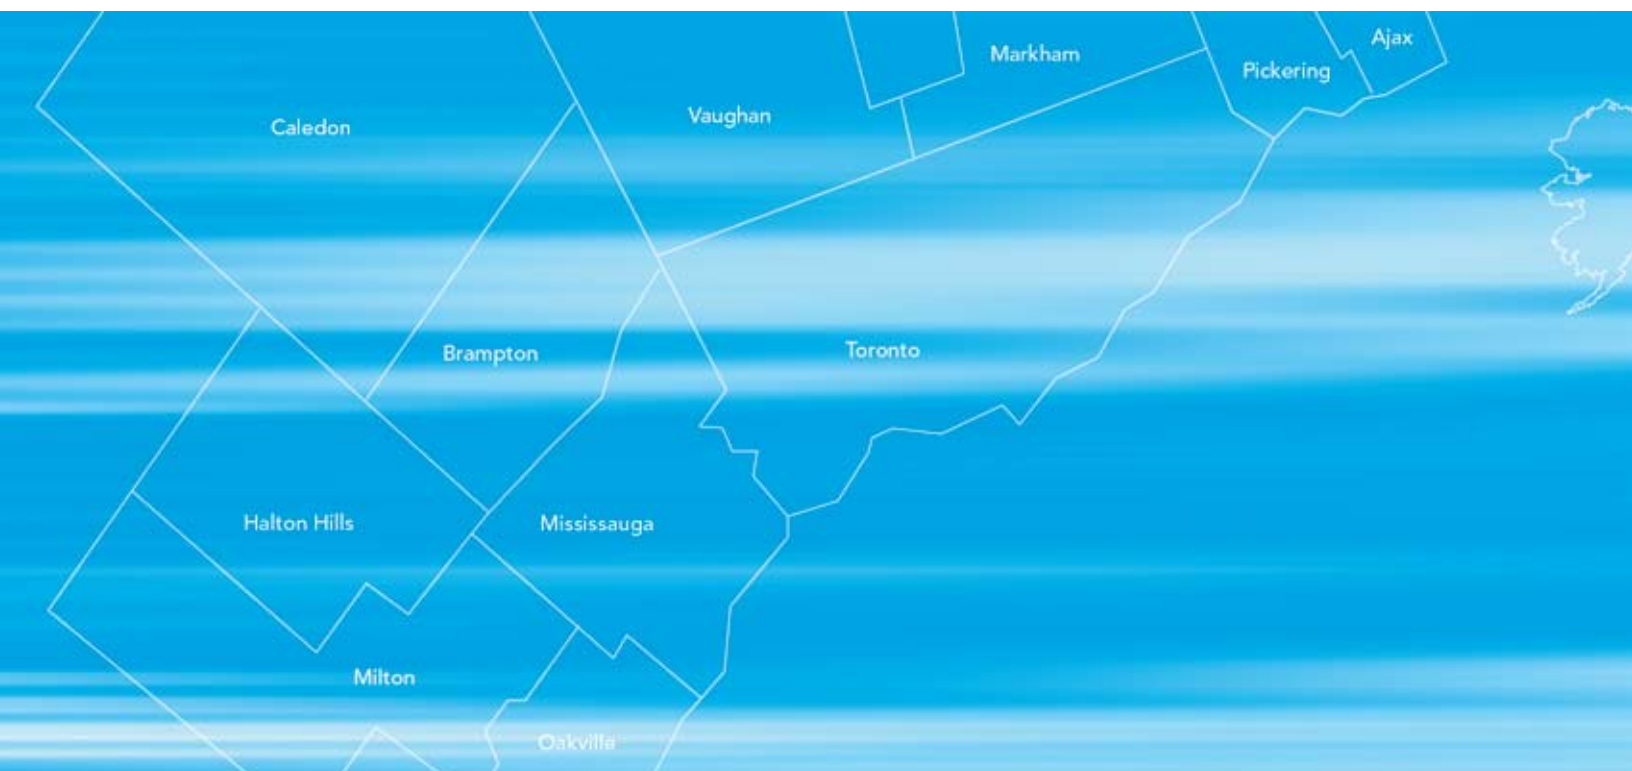 Ajax
Markham
Pickering
Vaughan
Caledon
Toronto
Brampton
Halton Hills
Mississauga
Milton
Oakville